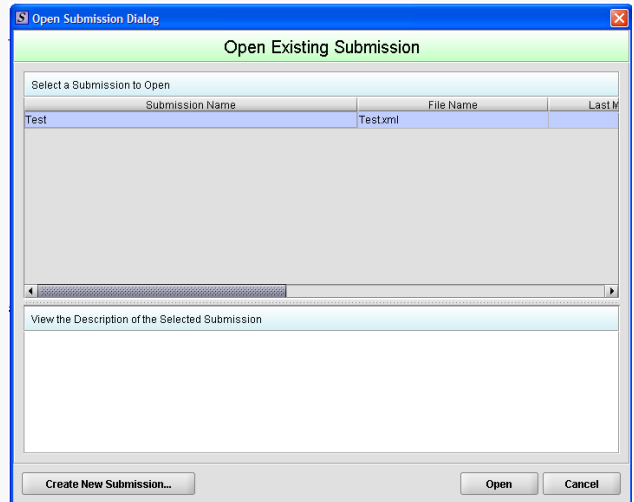 S Open Submission Dialog
Open Existing Submission
Select a Submission to Open
Submission Name File Name Last M
Test Test.xml
View the Description of the Selected Submission
Create New Submission... Open Cancel